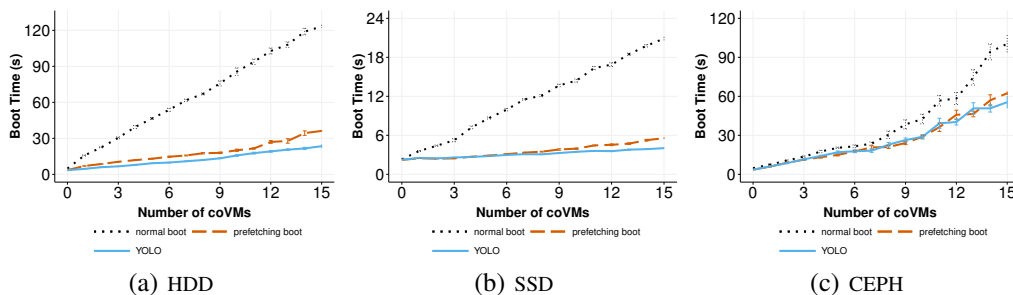 Boot Time (s)
120
90
60
30
0
0 3 6 9 12 15
Number of coVMs
normal boot prefetching boot
YOLO
(a) HDD
Boot Time (s)
24
18
12
6
0
0 3 6 9 12 15
Number of coVMs
normal boot prefetching boot
YOLO
(b) SSD
Boot Time (s)
120
90
60
30
0
0 3 6 9 12 15
Number of coVMs
normal boot prefetching boot
YOLO
(c) CEPH